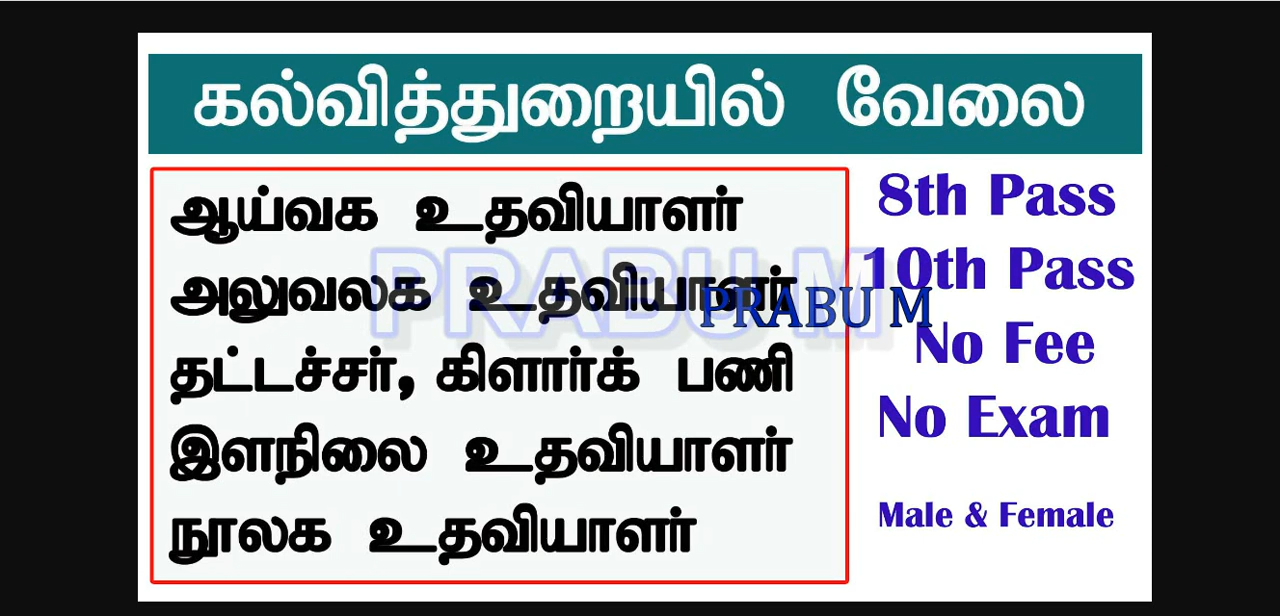 கல்வித்துறையில் வேலை
ஆய்வக உதவியாளர்
அலுவலக உதவியாளர்
தட்டச்சர், கிளார்க் பணி
இளநிலை உதவியாளர்
நூலக உதவியாளர்
8th Pass
10th Pass
No Fee
No Exam
Male & Female
PRABU M
PRABU M